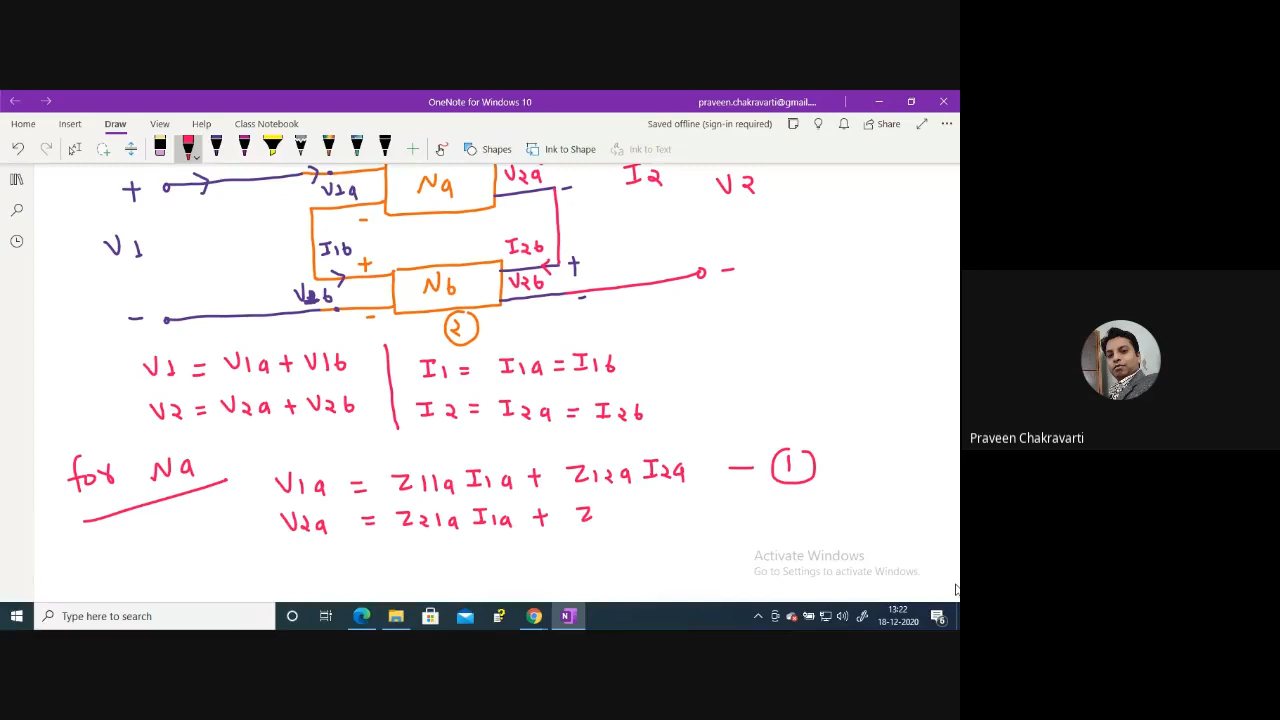 OneNote for Windows 10
praveen.chakravarti@gmail....
Home Insert Draw View Help Class Notebook
Saved offline (sign-in required)
Share
Shapes Ink to Shape Ink to Text
+ V1a Na V2a - I2 V2
-
V1 I1b + Nb I2b +
V2b
- - 2 - -
V1 = V1a + V1b I1 = I1a = I1b
V2 = V2a + V2b I2 = I2a = I2b
for Na V1a = Z11a I1a + Z12a I2a - 1
V2a = Z21a I1a + Z
Praveen Chakravarti
Activate Windows
Go to Settings to activate Windows.
Type here to search
13:22
18-12-2020
6